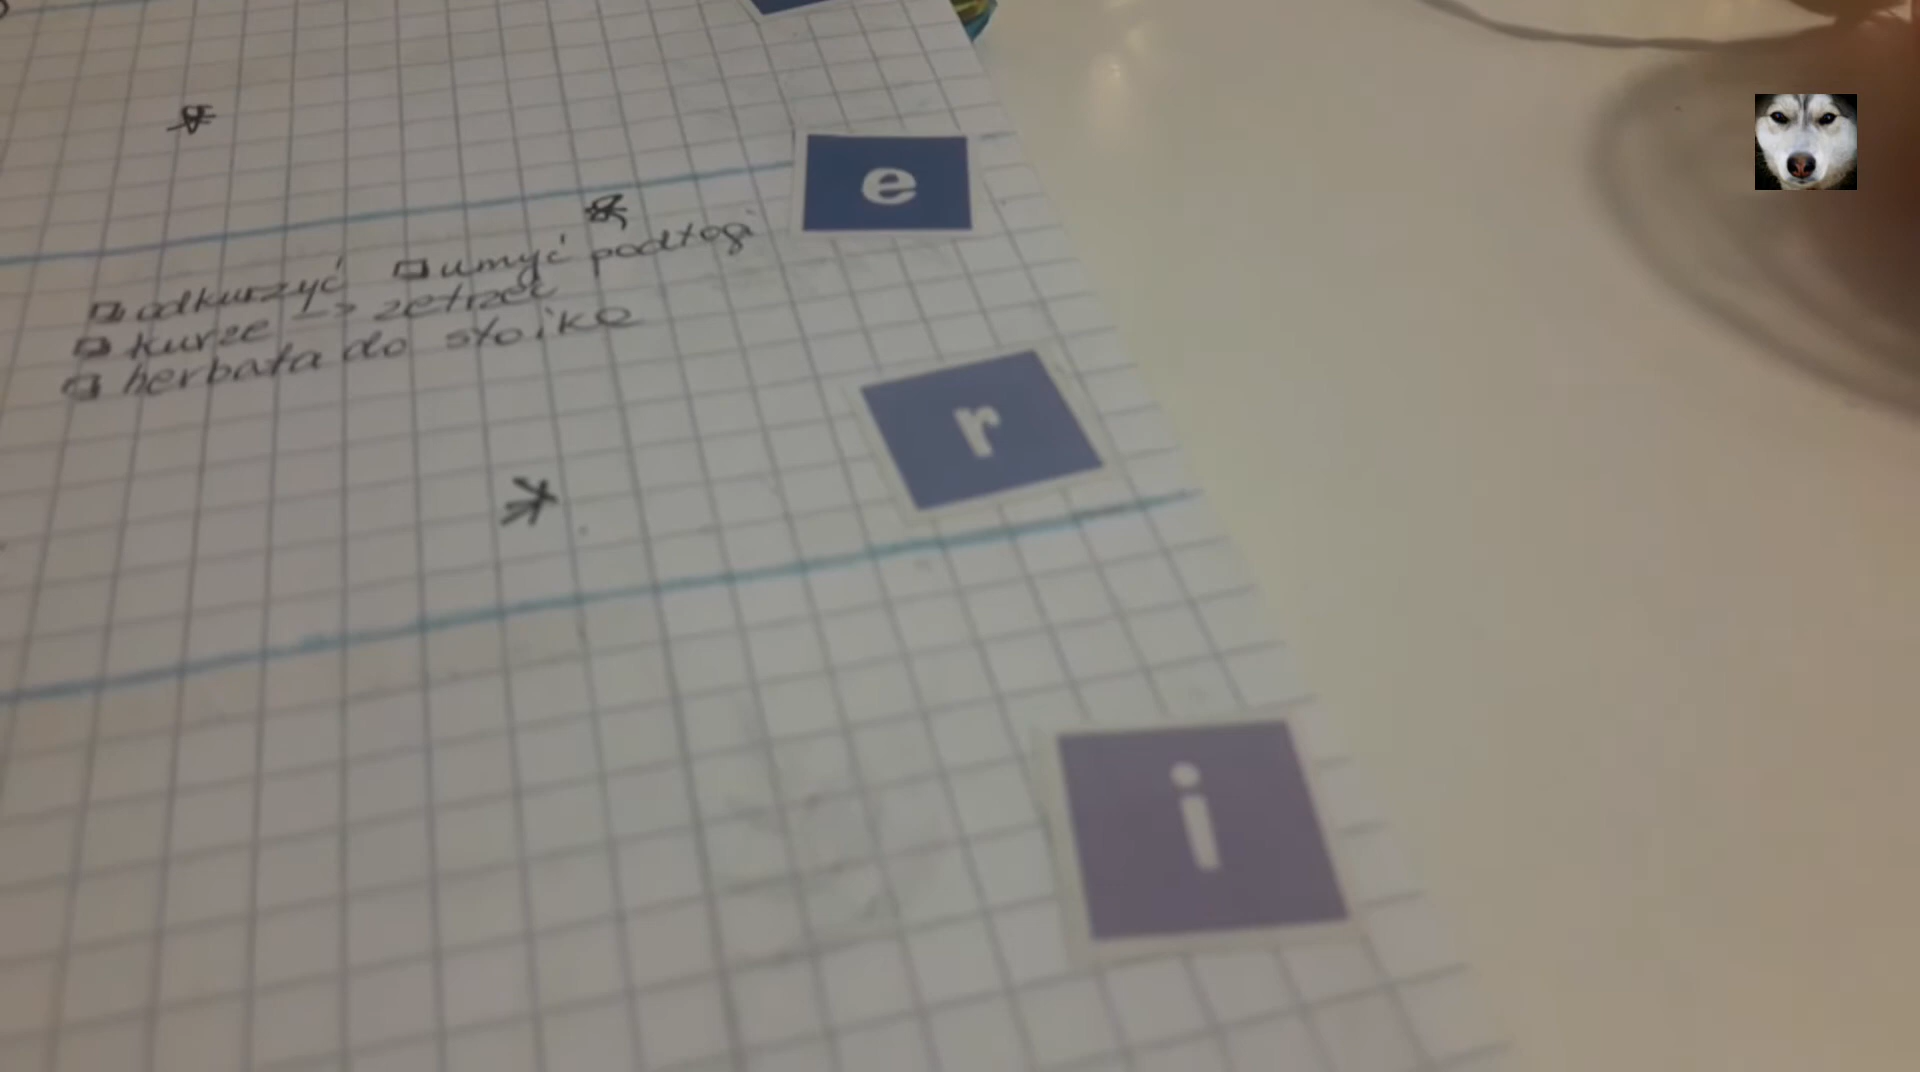 e
odkurzyć umyć podłogi
kurze -> zetrzeć
herbata do słoika
r
i